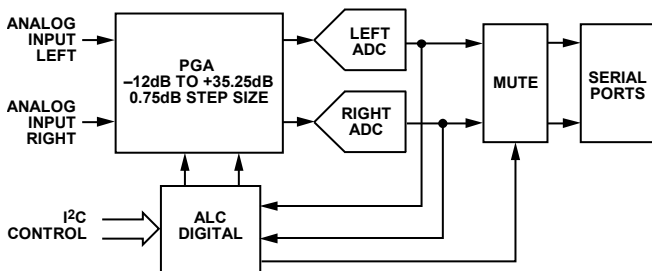 ANALOG
INPUT
LEFT
ANALOG
INPUT
RIGHT
PGA
–12dB TO +35.25dB
0.75dB STEP SIZE
LEFT
ADC
RIGHT
ADC
MUTE
SERIAL
PORTS
I²C
CONTROL
ALC
DIGITAL